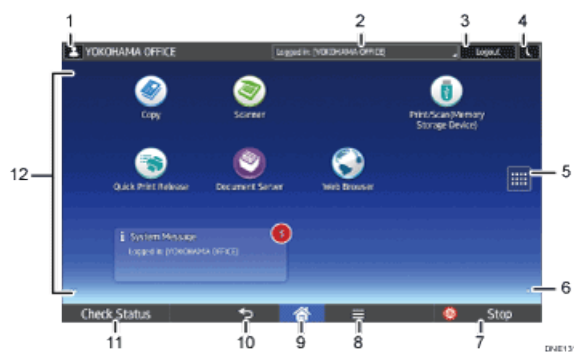 1 2 3 4
YOKOHAMA OFFICE Logged in: [YOKOHAMA OFFICE] Logout
Copy Scanner Print/Scan(Memory
Storage Device)
12 5
Quick Print Release Document Server Web Browser
System Message
Logged in: [YOKOHAMA OFFICE]
6
Check Status Stop
11 10 9 8 7